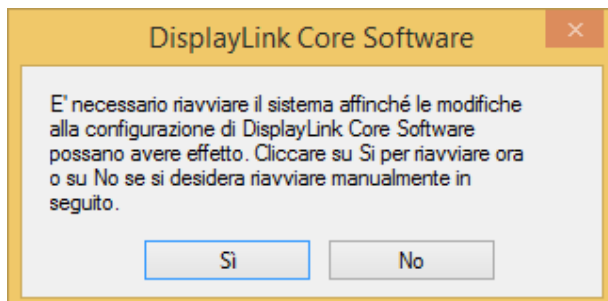 DisplayLink Core Software
E' necessario riavviare il sistema affinché le modifiche
alla configurazione di DisplayLink Core Software
possano avere effetto. Cliccare su Sì per riavviare ora
o su No se si desidera riavviare manualmente in
seguito.
Sì
No